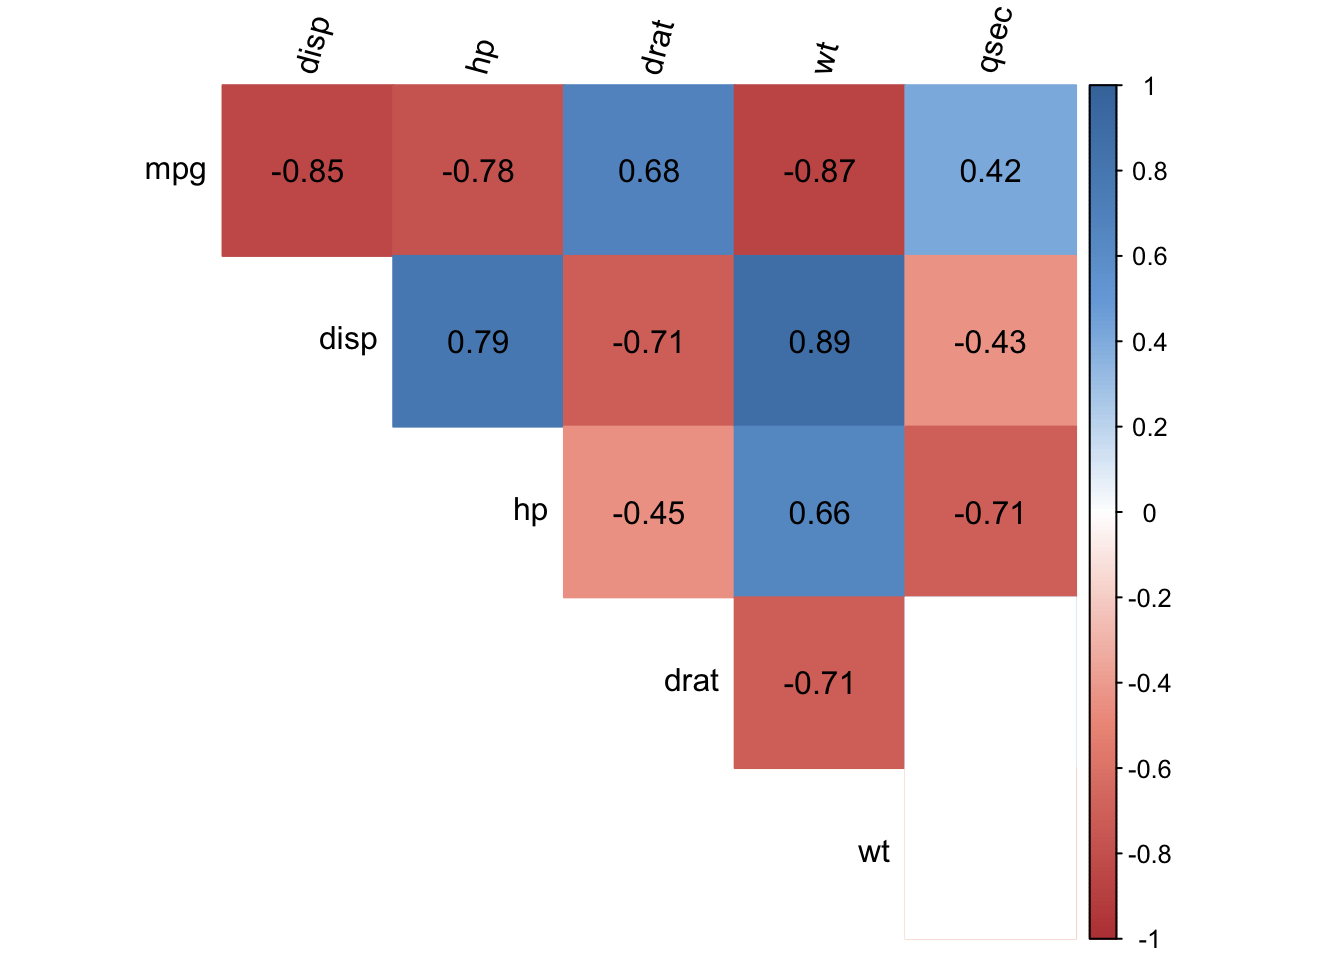 disp hp drat wt qsec
mpg -0.85 -0.78 0.68 -0.87 0.42
disp 0.79 -0.71 0.89 -0.43
hp -0.45 0.66 -0.71
drat -0.71
wt
1
0.8
0.6
0.4
0.2
0
-0.2
-0.4
-0.6
-0.8
-1